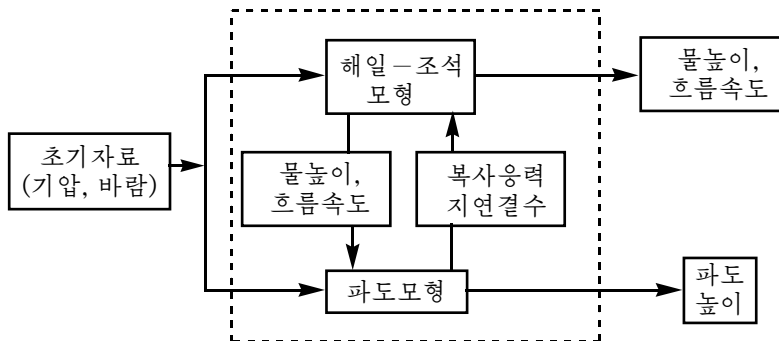 초기자료
(기압, 바람)
해일－조석
모형
물높이,
흐름속도
복사응력
지연결수
파도모형
물높이,
흐름속도
파도
높이